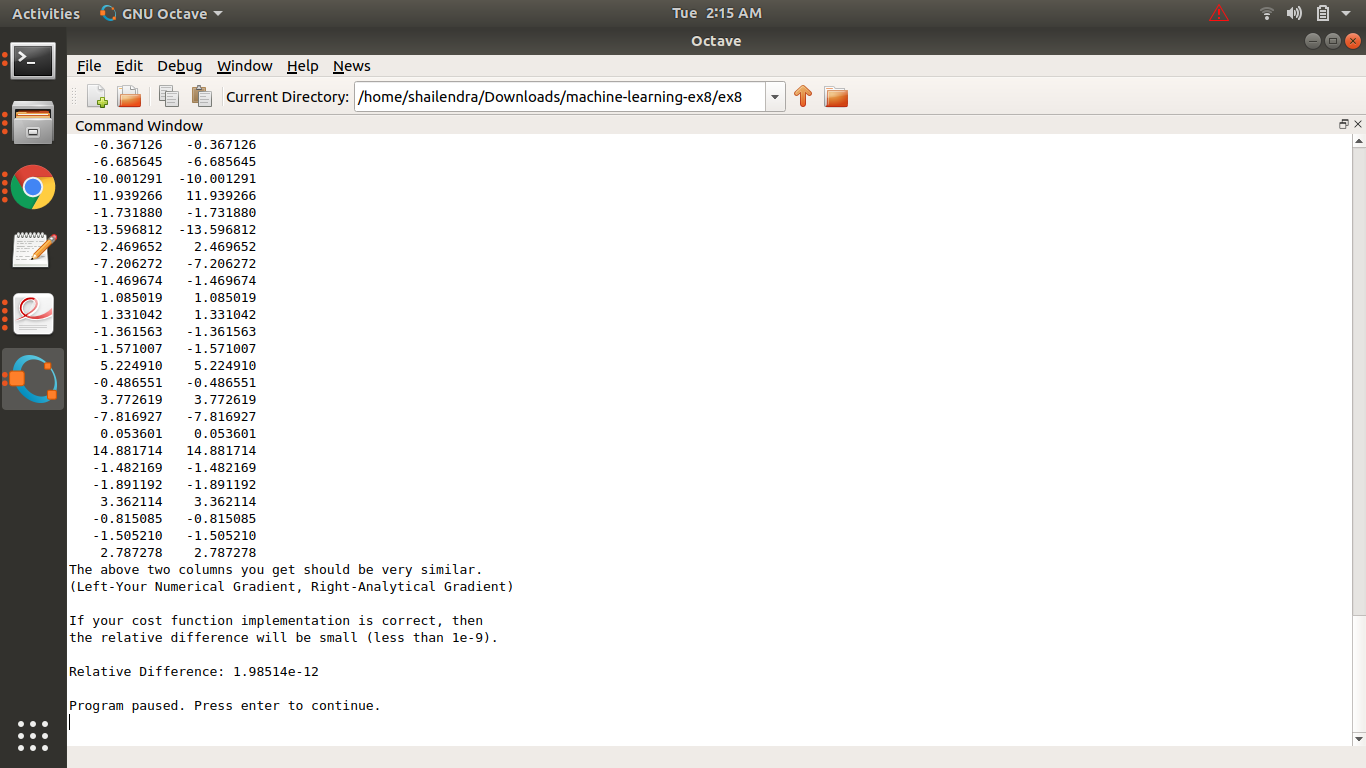 Activities GNU Octave Tue 2:15 AM
Octave
File Edit Debug Window Help News
Current Directory: /home/shailendra/Downloads/machine-learning-ex8/ex8
Command Window
-0.367126 -0.367126
-6.685645 -6.685645
-10.001291 -10.001291
11.939266 11.939266
-1.731880 -1.731880
-13.596812 -13.596812
2.469652 2.469652
-7.206272 -7.206272
-1.469674 -1.469674
1.085019 1.085019
1.331042 1.331042
-1.361563 -1.361563
-1.571007 -1.571007
5.224910 5.224910
-0.486551 -0.486551
3.772619 3.772619
-7.816927 -7.816927
0.053601 0.053601
14.881714 14.881714
-1.482169 -1.482169
-1.891192 -1.891192
3.362114 3.362114
-0.815085 -0.815085
-1.505210 -1.505210
2.787278 2.787278
The above two columns you get should be very similar.
(Left-Your Numerical Gradient, Right-Analytical Gradient)
If your cost function implementation is correct, then
the relative difference will be small (less than 1e-9).
Relative Difference: 1.98514e-12
Program paused. Press enter to continue.